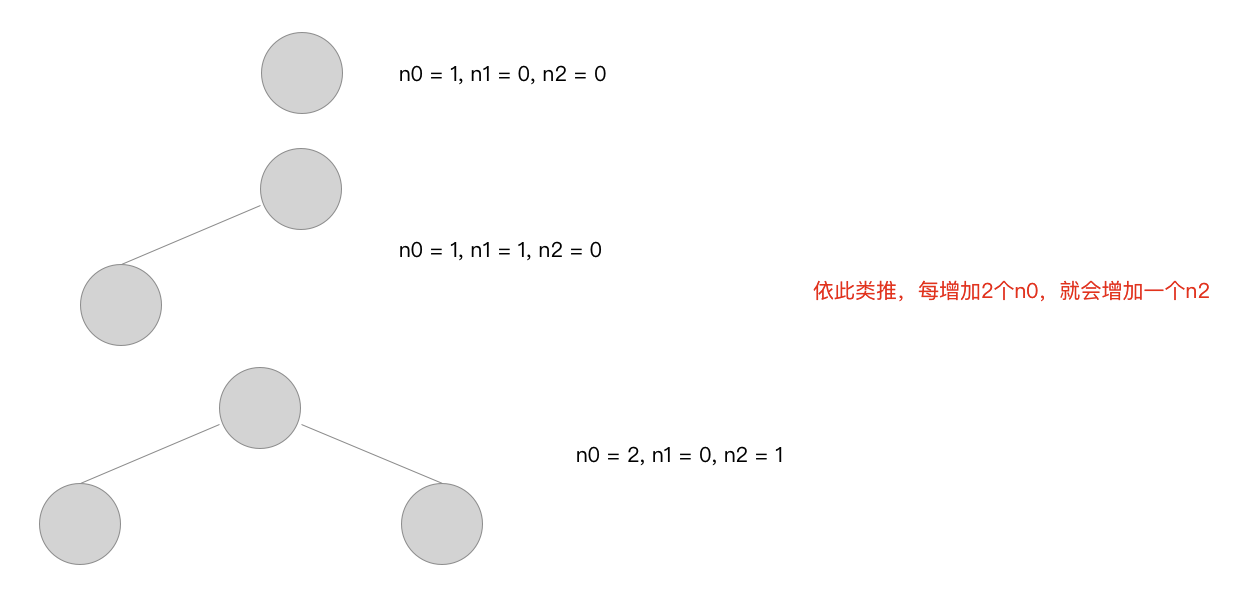 n0 = 1, n1 = 0, n2 = 0
n0 = 1, n1 = 1, n2 = 0
依此类推，每增加2个n0，就会增加一个n2
n0 = 2, n1 = 0, n2 = 1